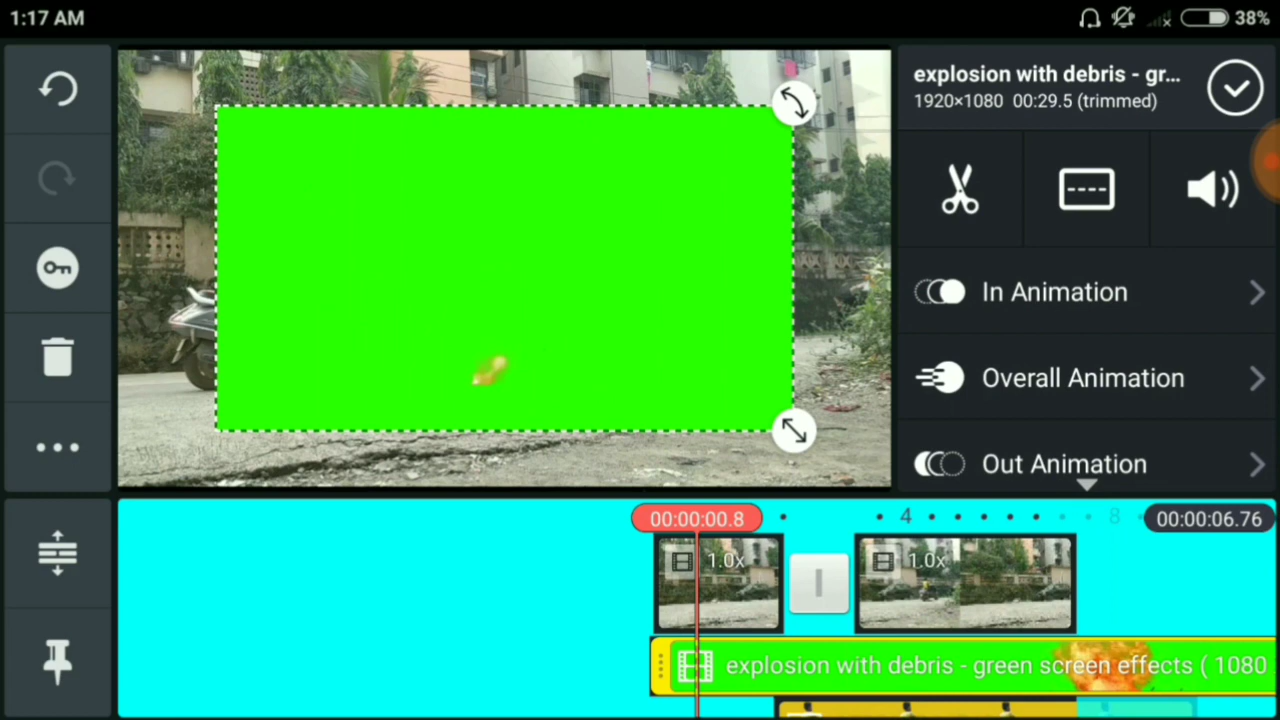 1:17 AM
38%
explosion with debris - gr...
1920×1080 00:29.5 (trimmed)
In Animation
Overall Animation
Out Animation
00:00:00.8
4
8
00:00:06.76
1.0x
1.0x
explosion with debris - green screen effects ( 1080